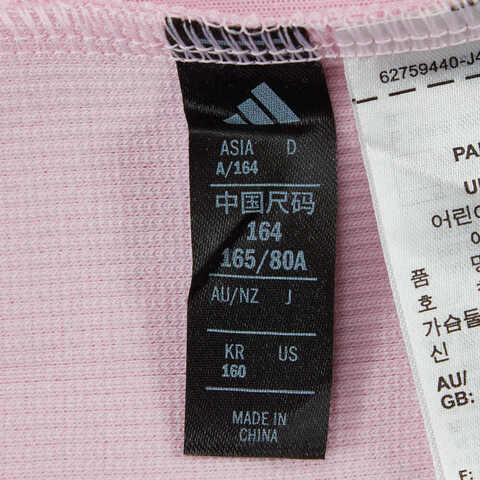 ASIA D
A/164
中国尺码
164
165/80A
AU/NZ J
KR US
160
MADE IN
CHINA
62759440-J4
어린이
품
호
가슴둘
신
AU/
GB: